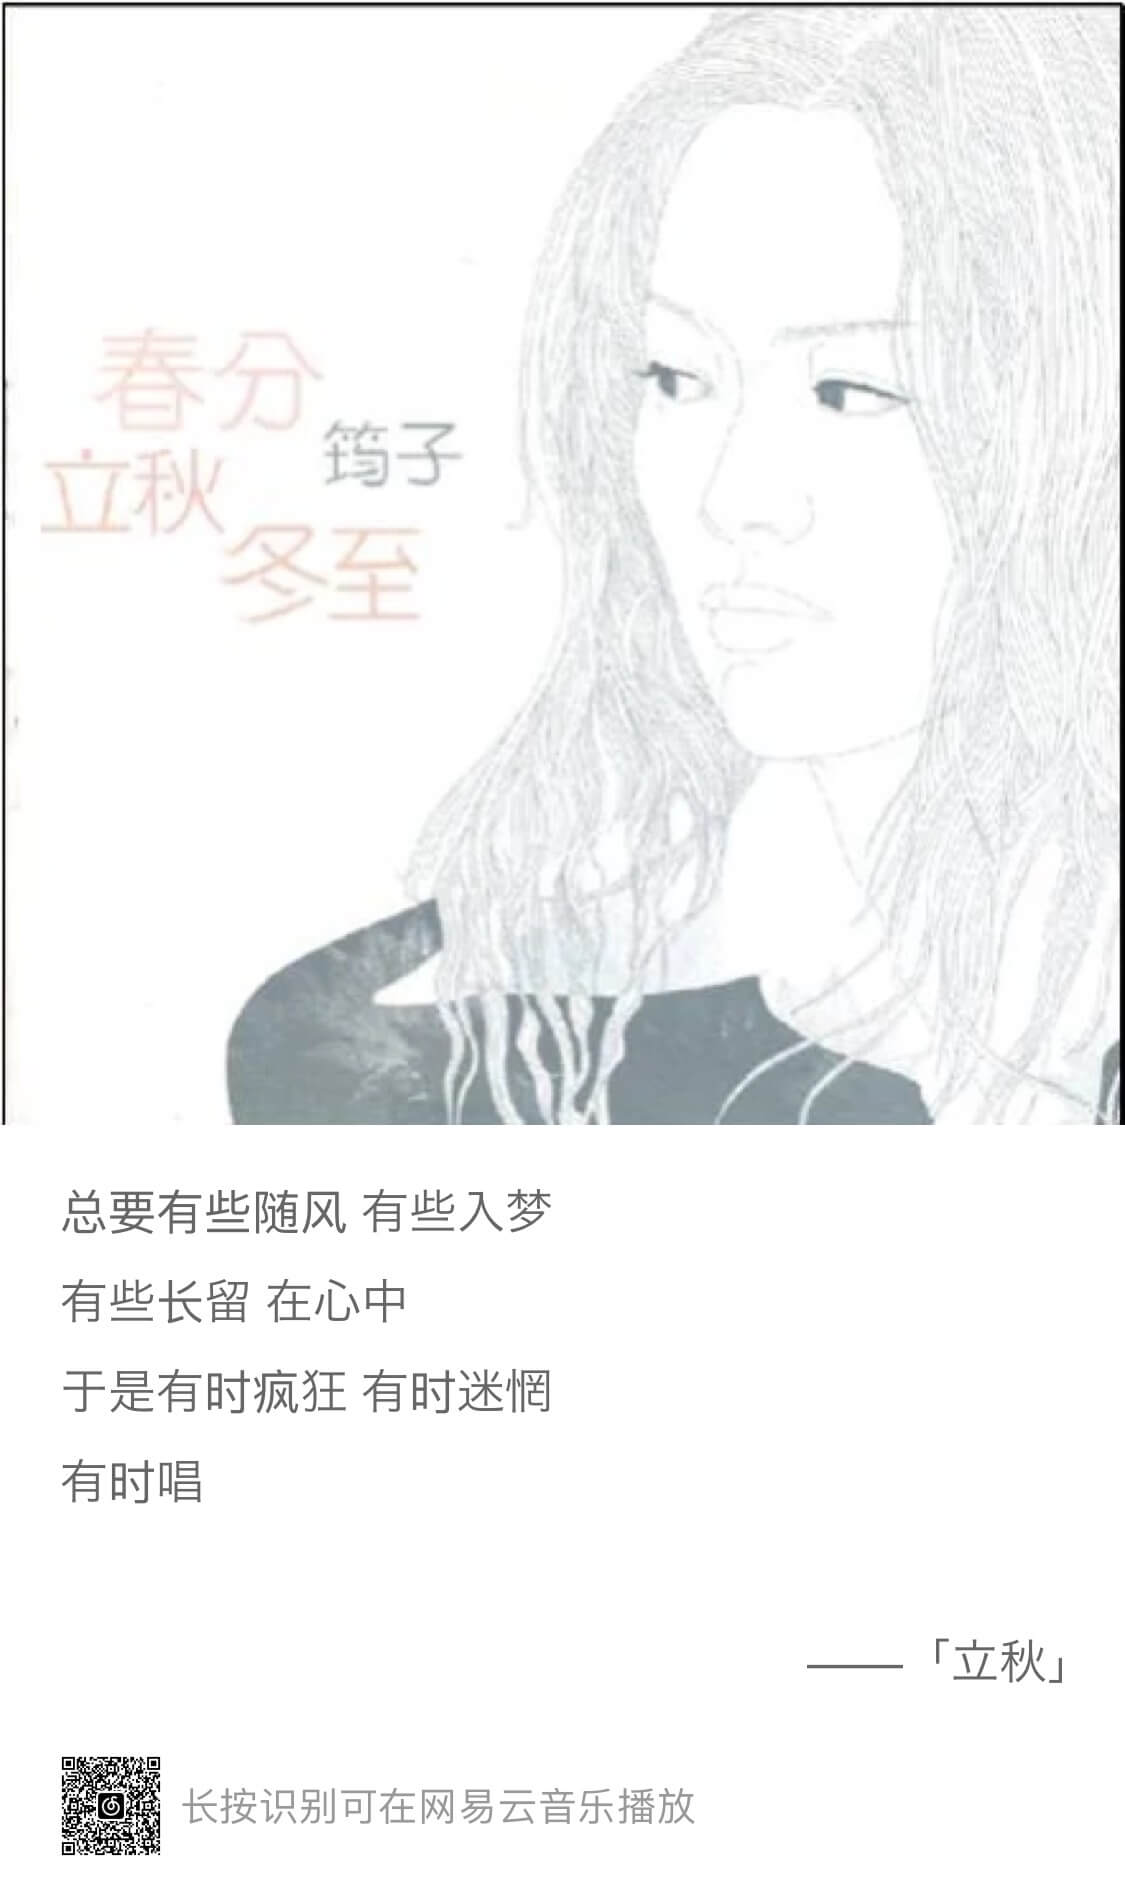 春分
筠子
立秋
冬至
总要有些随风 有些入梦
有些长留 在心中
于是有时疯狂 有时迷惘
有时唱
——「立秋」
长按识别可在网易云音乐播放